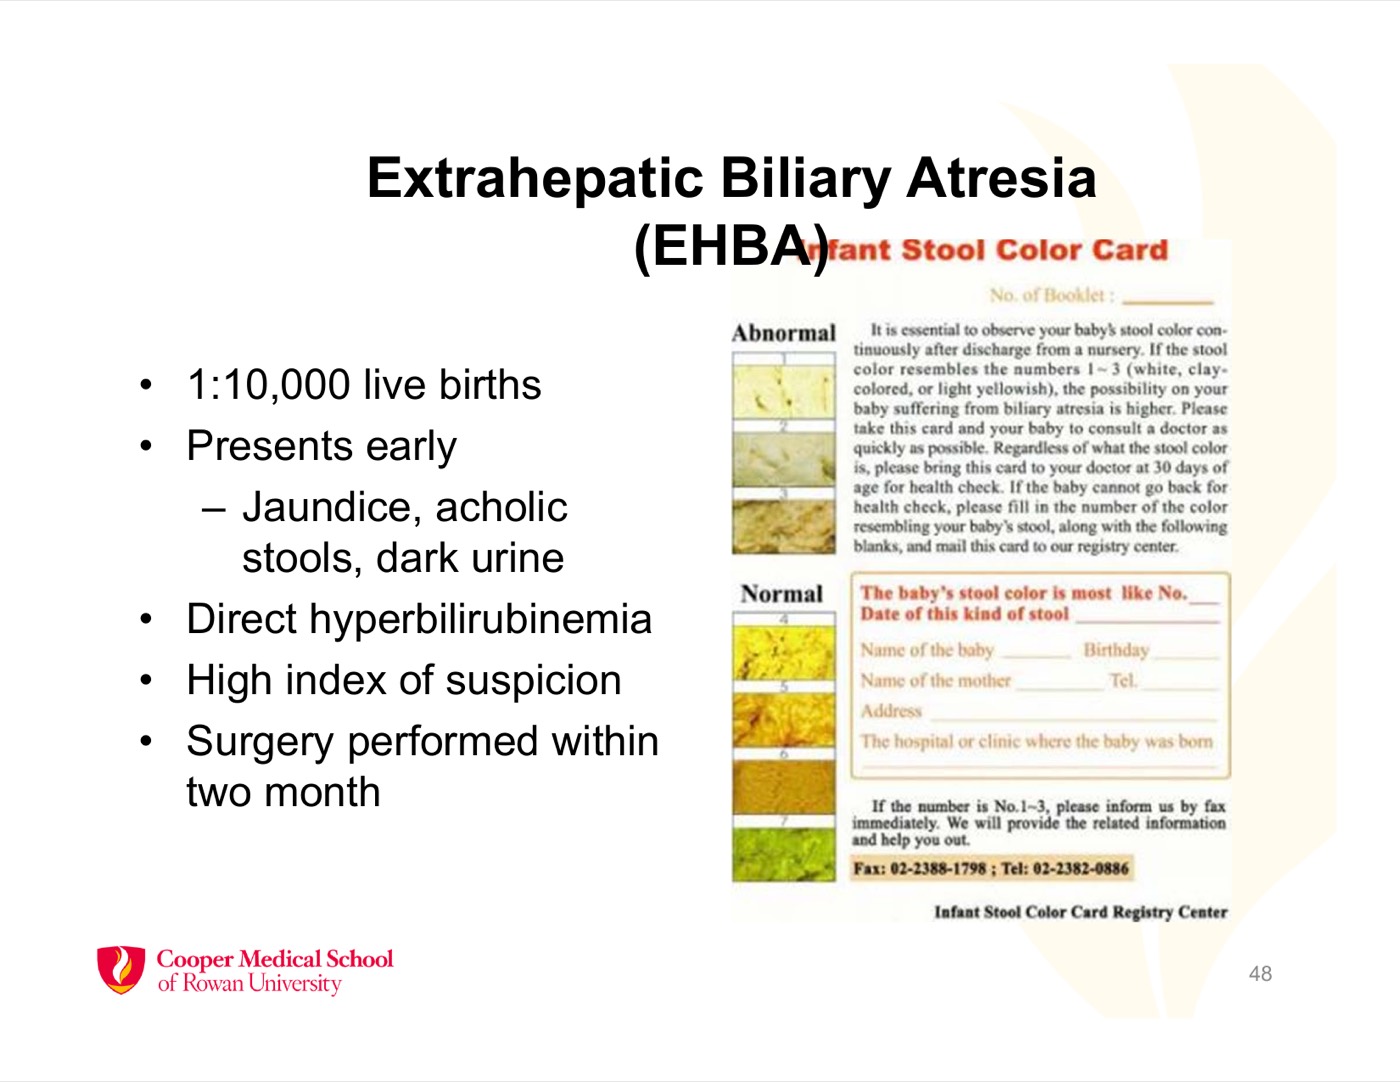 Extrahepatic Biliary Atresia
(EHBA)
• 1:10,000 live births
• Presents early
– Jaundice, acholic
stools, dark urine
• Direct hyperbilirubinemia
• High index of suspicion
• Surgery performed within
two month
Infant Stool Color Card
No. of Booklet : ________
Abnormal
1
2
3
Normal
4
5
6
7
It is essential to observe your baby's stool color con-
tinuously after discharge from a nursery. If the stool
color resembles the numbers 1~3 (white, clay-
colored, or light yellowish), the possibility on your
baby suffering from biliary atresia is higher. Please
take this card and your baby to consult a doctor as
quickly as possible. Regardless of what the stool color
is, please bring this card to your doctor at 30 days of
age for health check. If the baby cannot go back for
health check, please fill in the number of the color
resembling your baby's stool, along with the following
blanks, and mail this card to our registry center.
The baby's stool color is most like No.___
Date of this kind of stool ______________
Name of the baby _______ Birthday _______
Name of the mother _________ Tel. ________
Address ______________
The hospital or clinic where the baby was born
If the number is No.1~3, please inform us by fax
immediately. We will provide the related information
and help you out.
Fax: 02-2388-1798 ; Tel: 02-2382-0886
Infant Stool Color Card Registry Center
Cooper Medical School
of Rowan University
48